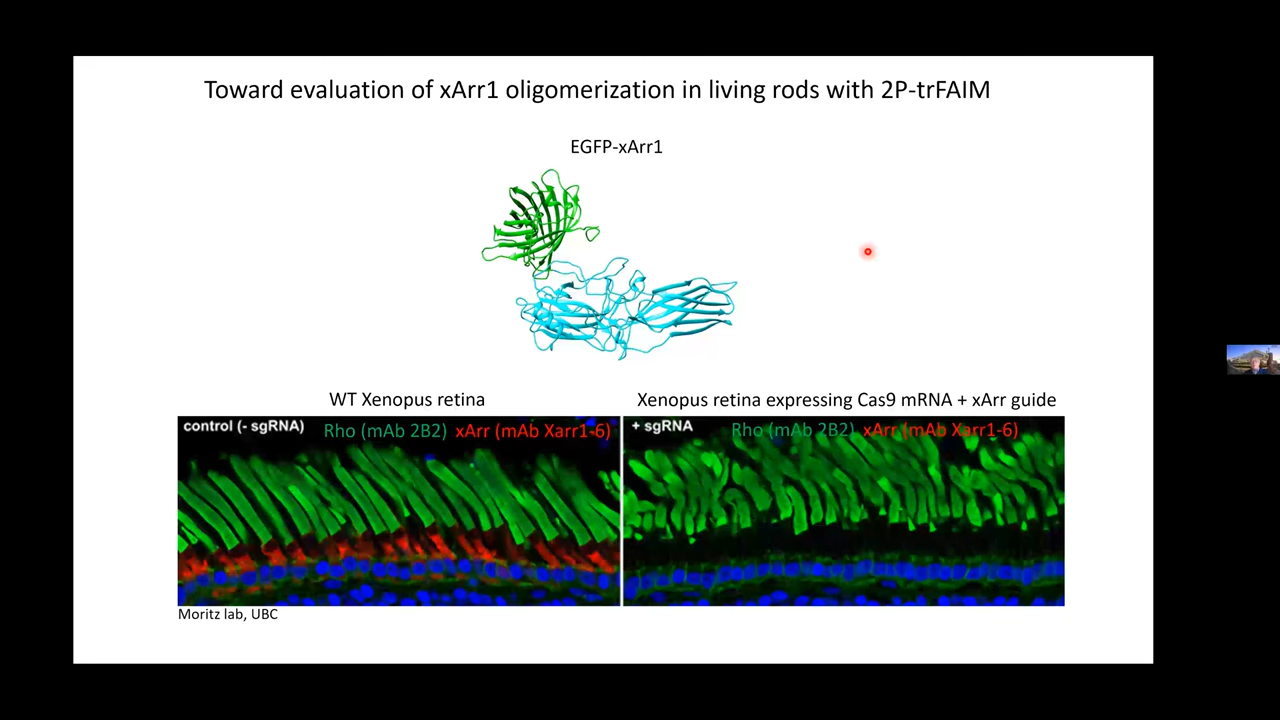 Toward evaluation of xArr1 oligomerization in living rods with 2P-trFAIM
EGFP-xArr1
WT Xenopus retina
Xenopus retina expressing Cas9 mRNA + xArr guide
control (- sgRNA)
Rho (mAb 2B2) xArr (mAb Xarr1-6)
+ sgRNA
Rho (mAb 2B2) xArr (mAb Xarr1-6)
Moritz lab, UBC